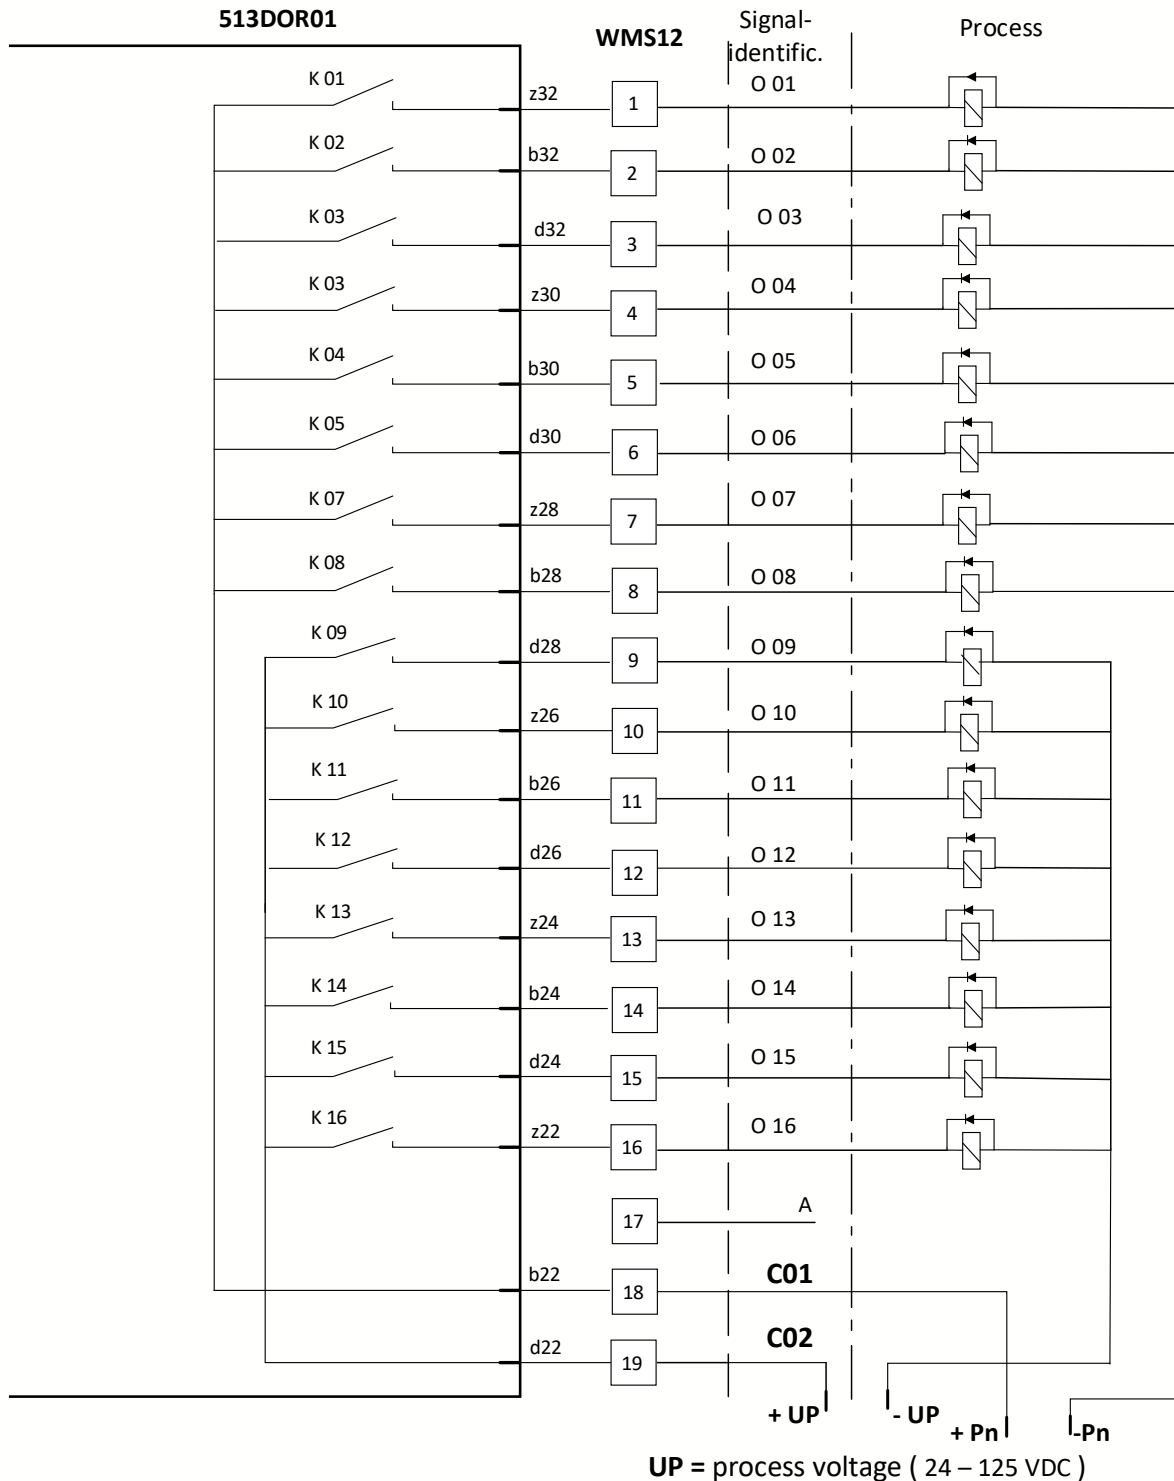 513DOR01 WMS12 Signal- Process
identific.
K 01 z32 1 O 01
K 02 b32 2 O 02
K 03 d32 3 O 03
K 03 z30 4 O 04
K 04 b30 5 O 05
K 05 d30 6 O 06
K 07 z28 7 O 07
K 08 b28 8 O 08
K 09 d28 9 O 09
K 10 z26 10 O 10
K 11 b26 11 O 11
K 12 d26 12 O 12
K 13 z24 13 O 13
K 14 b24 14 O 14
K 15 d24 15 O 15
K 16 z22 16 O 16
17 A
b22 18 C01
d22 19 C02
+ UP - UP + Pn -Pn
UP = process voltage ( 24 – 125 VDC )